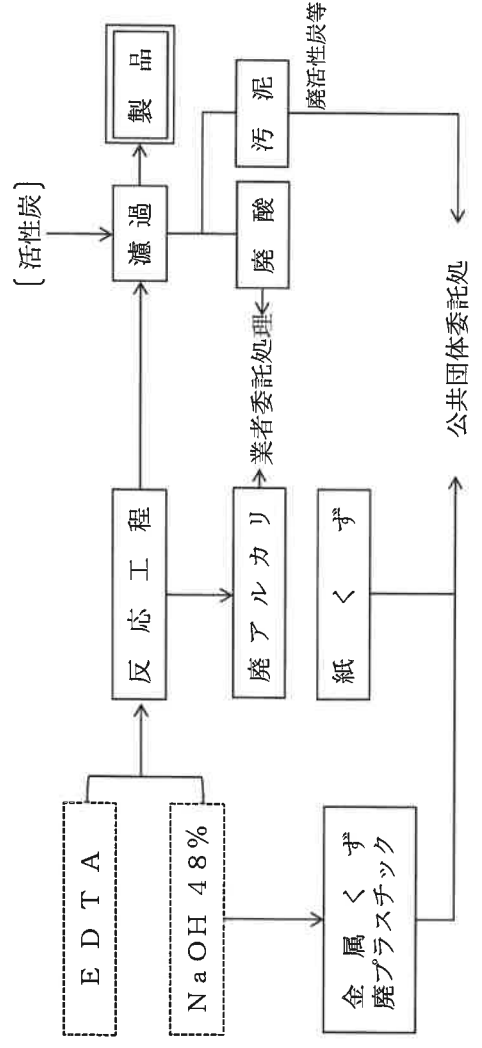 EDTA
NaOH 48%
反応工程
〔活性炭〕
濾過
製品
廃アルカリ
業者委託処理
廃酸
汚泥
廃活性炭等
紙くず
金属くず
廃プラスチック
公共団体委託処